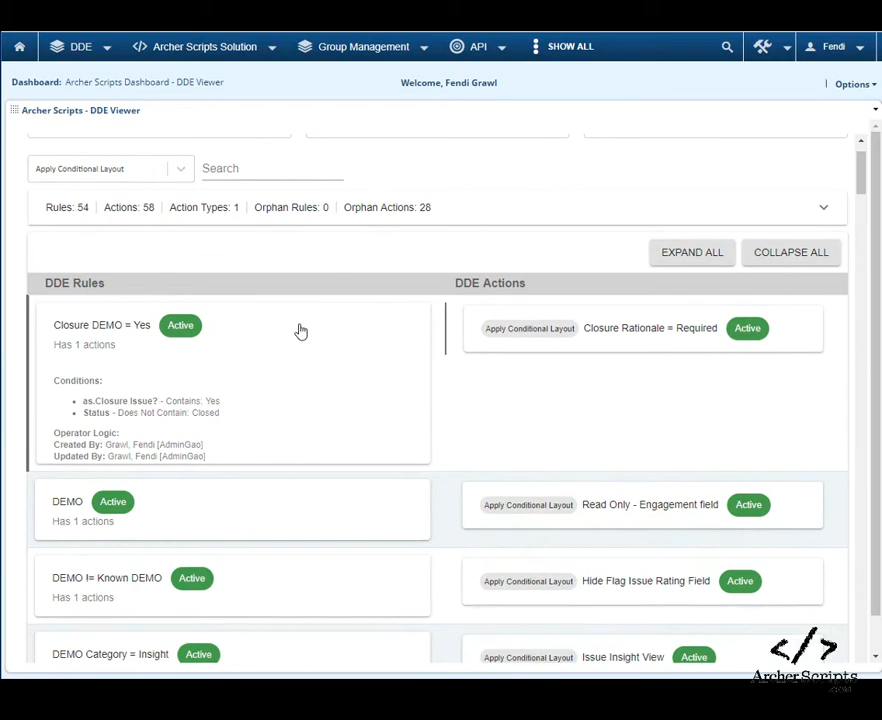 DDE
</> Archer Scripts Solution
Group Management
API
SHOW ALL
Fendi
Dashboard: Archer Scripts Dashboard - DDE Viewer
Welcome, Fendi Grawl
Options
Archer Scripts - DDE Viewer
Apply Conditional Layout
Search
Rules: 54 | Actions: 58 | Action Types: 1 | Orphan Rules: 0 | Orphan Actions: 28
EXPAND ALL
COLLAPSE ALL
DDE Rules
DDE Actions
Closure DEMO = Yes Active
Has 1 actions
Conditions:
as.Closure Issue? - Contains: Yes
Status - Does Not Contain: Closed
Operator Logic:
Created By: Grawl, Fendi [AdminGao]
Updated By: Grawl, Fendi [AdminGao]
Apply Conditional Layout Closure Rationale = Required Active
DEMO Active
Has 1 actions
Apply Conditional Layout Read Only - Engagement field Active
DEMO != Known DEMO Active
Has 1 actions
Apply Conditional Layout Hide Flag Issue Rating Field Active
DEMO Category = Insight Active
Apply Conditional Layout Issue Insight View Active
</>
ArcherScripts